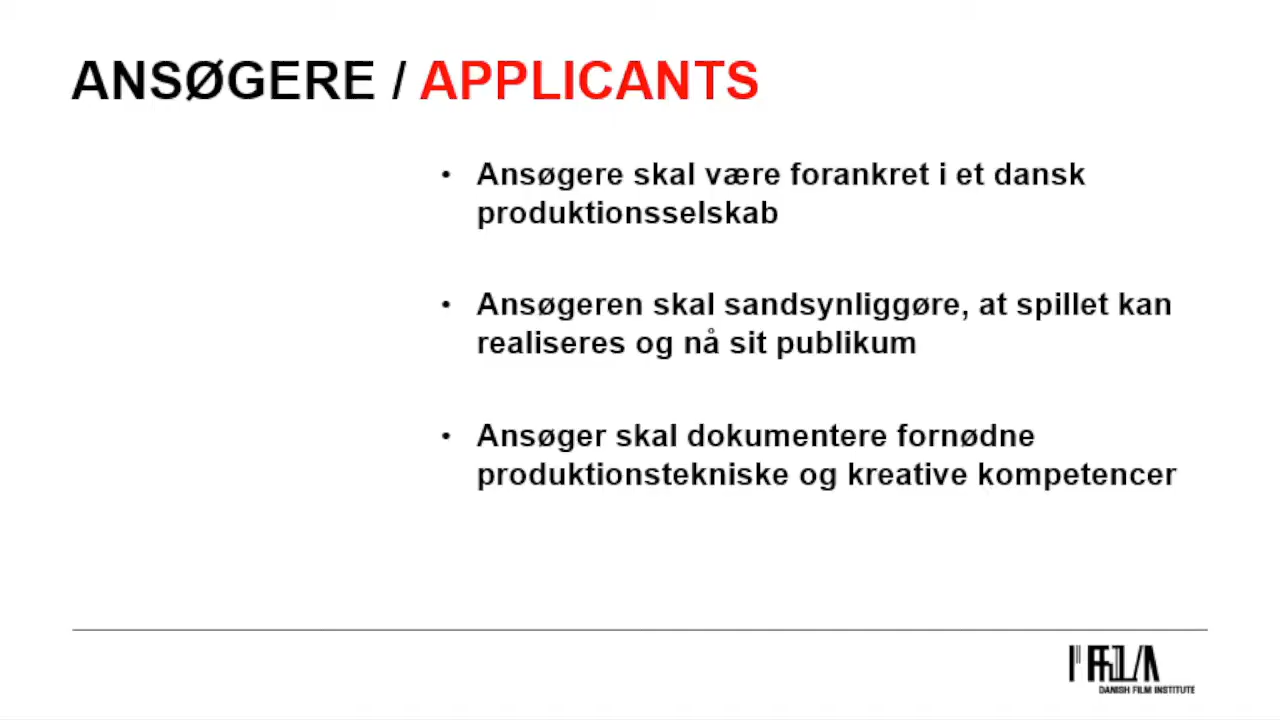 ANSØGERE / APPLICANTS
• Ansøgere skal være forankret i et dansk
produktionsselskab
• Ansøgeren skal sandsynliggøre, at spillet kan
realiseres og nå sit publikum
• Ansøger skal dokumentere fornødne
produktionstekniske og kreative kompetencer
DANISH FILM INSTITUTE